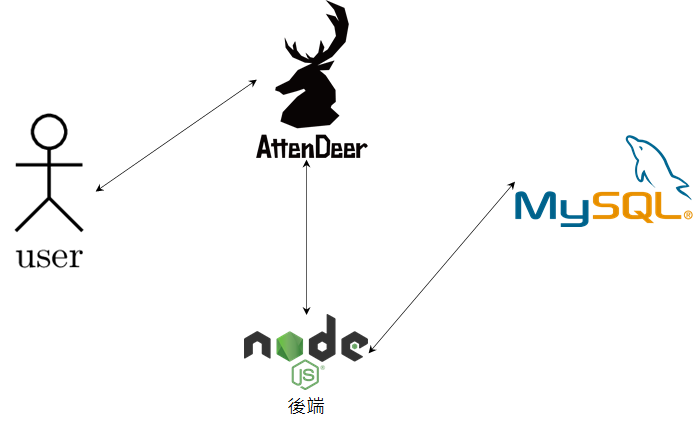 AttenDeer
user
MySQL®
node
JS®
後端